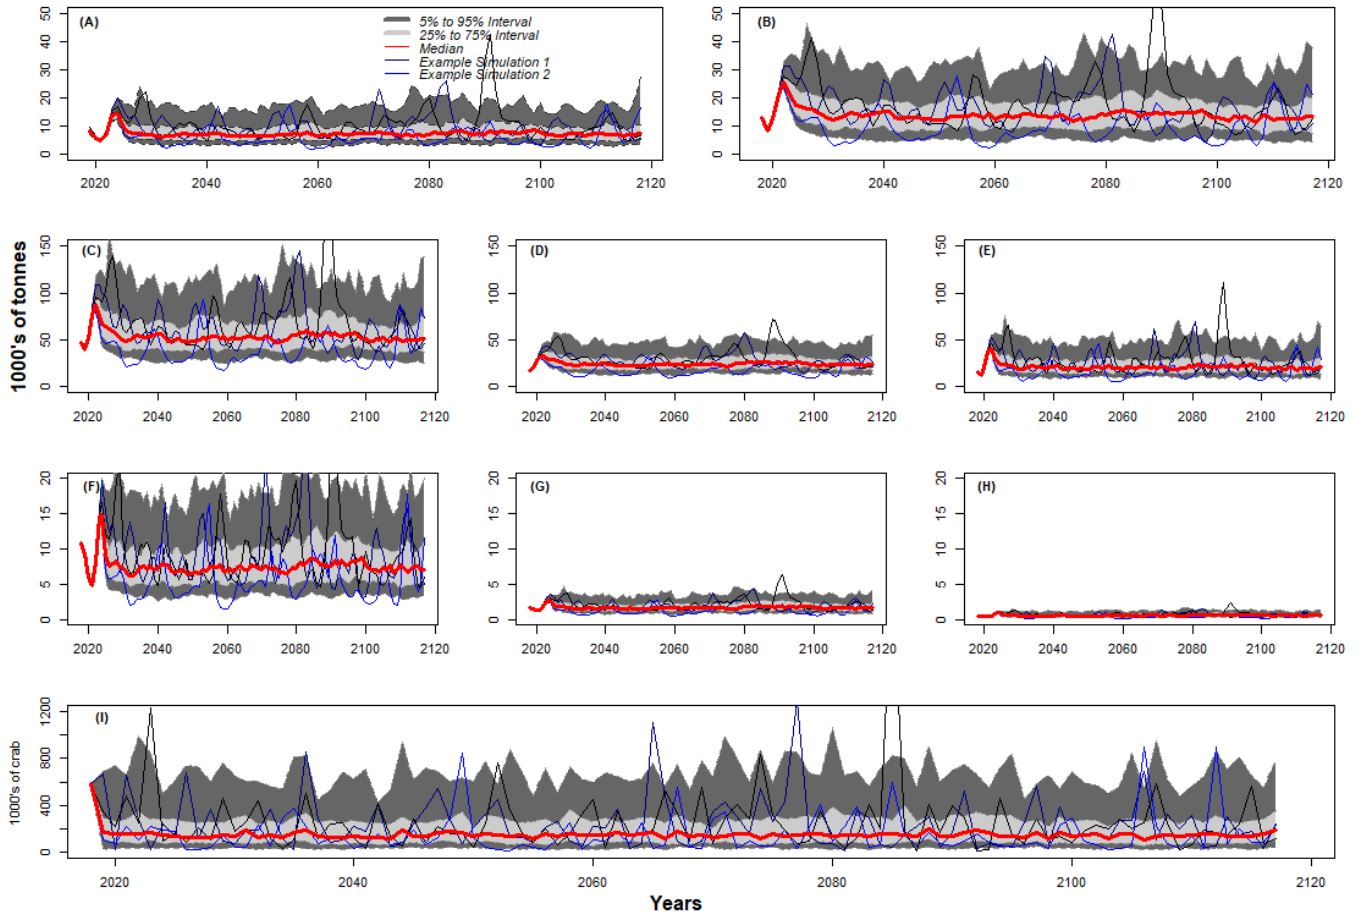 (A)
5% to 95% Interval
25% to 75% Interval
Median
Example Simulation 1
Example Simulation 2
50
40
30
20
10
0
2020 2040 2060 2080 2100 2120
(B)
50
40
30
20
10
0
2020 2040 2060 2080 2100 2120
1000's of tonnes
(C)
150
100
50
0
2020 2040 2060 2080 2100 2120
(D)
150
100
50
0
2020 2040 2060 2080 2100 2120
(E)
150
100
50
0
2020 2040 2060 2080 2100 2120
(F)
20
15
10
5
0
2020 2040 2060 2080 2100 2120
(G)
20
15
10
5
0
2020 2040 2060 2080 2100 2120
(H)
20
15
10
5
0
2020 2040 2060 2080 2100 2120
1000's of crab
(I)
1200
800
400
0
2020 2040 2060 2080 2100 2120
Years